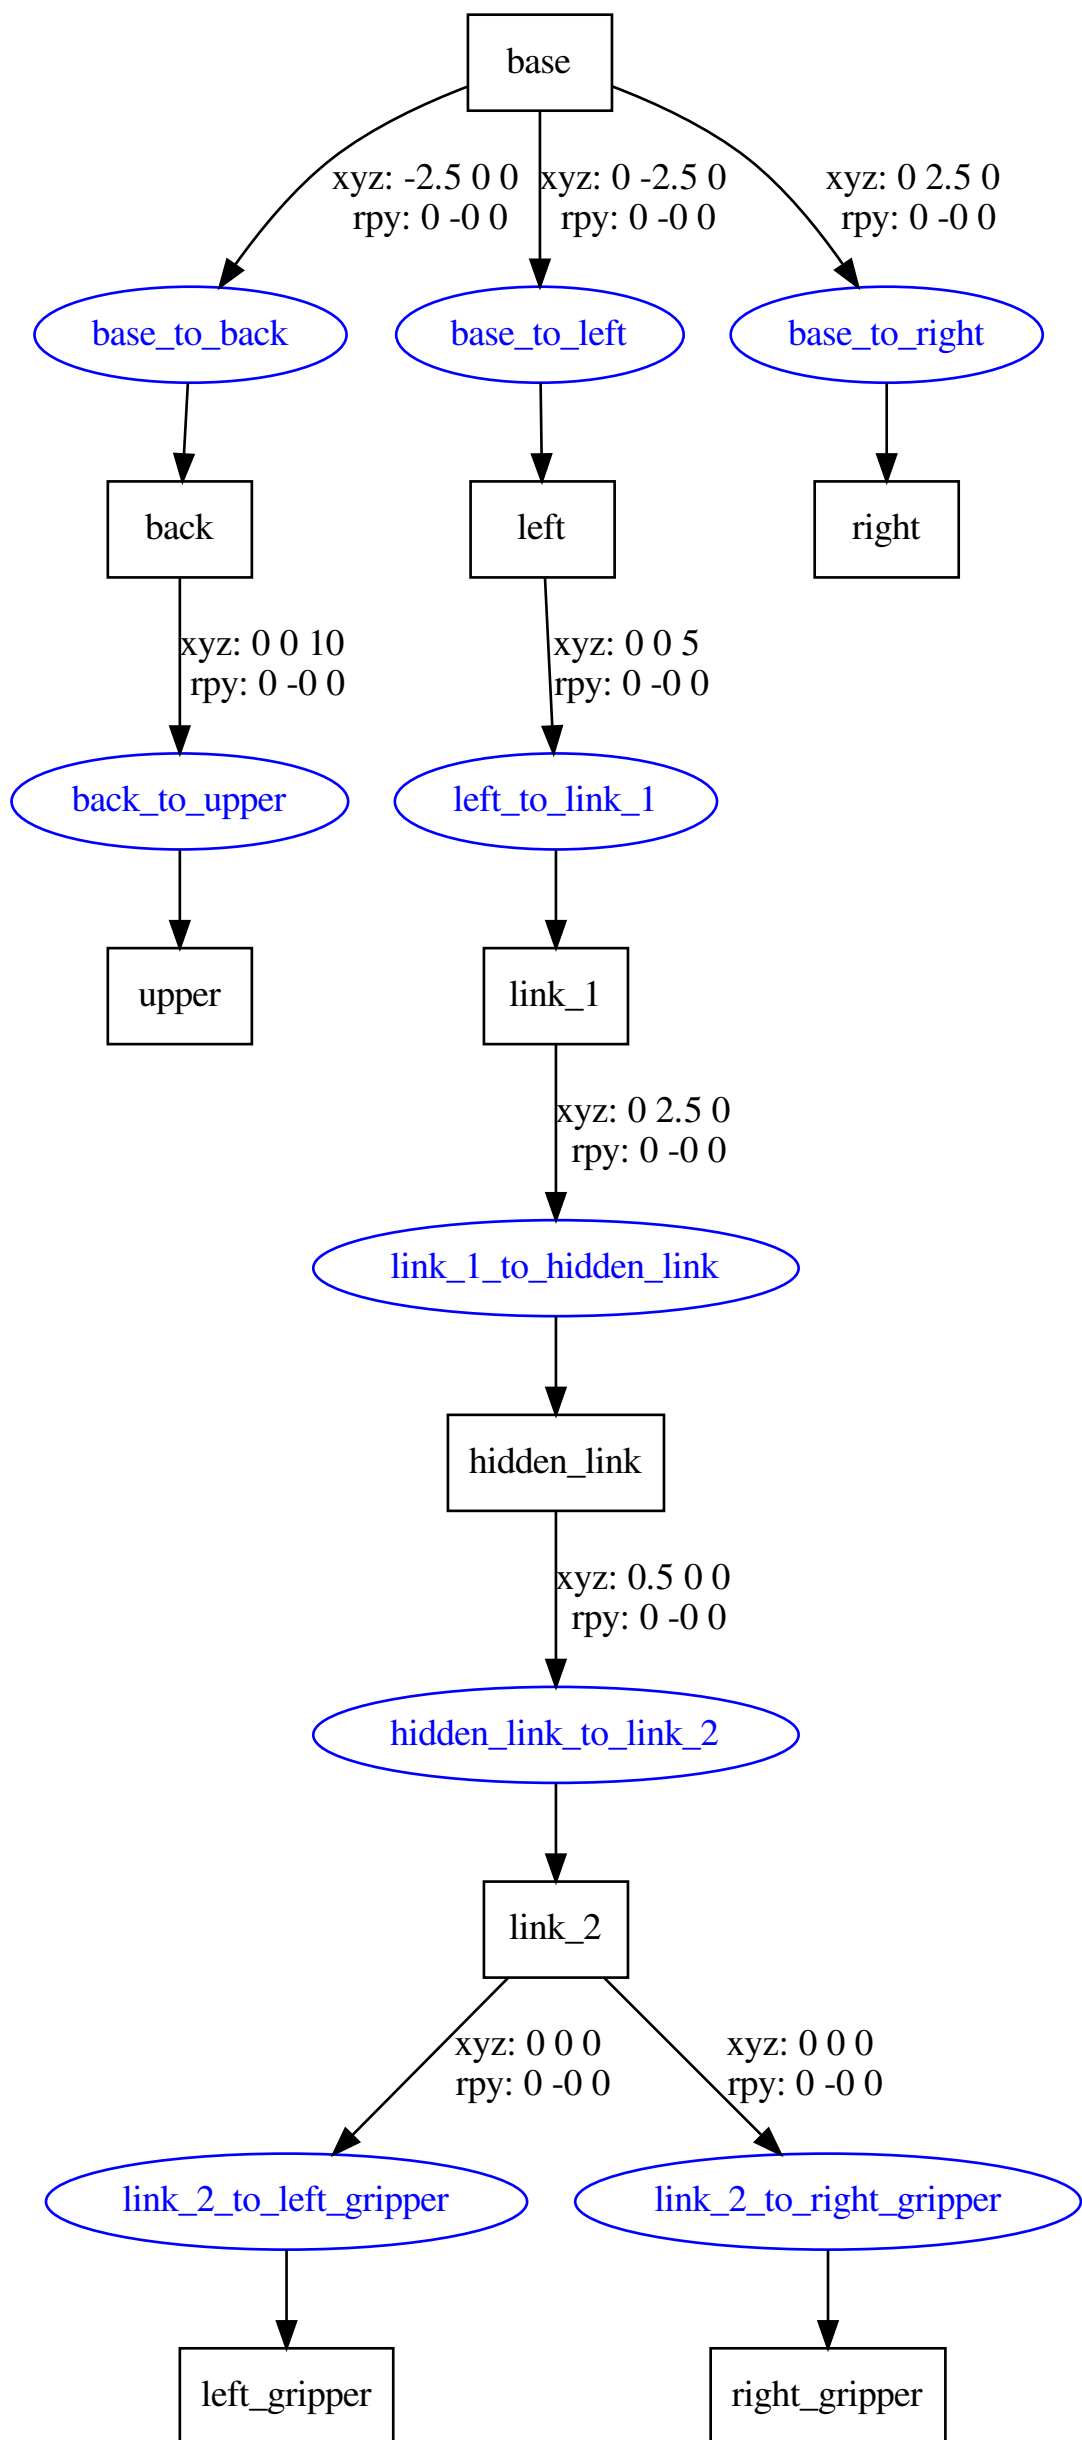 base
xyz: -2.5 0 0
rpy: 0 -0 0
xyz: 0 -2.5 0
rpy: 0 -0 0
xyz: 0 2.5 0
rpy: 0 -0 0
base_to_back
base_to_left
base_to_right
back
left
right
xyz: 0 0 10
rpy: 0 -0 0
xyz: 0 0 5
rpy: 0 -0 0
back_to_upper
left_to_link_1
upper
link_1
xyz: 0 2.5 0
rpy: 0 -0 0
link_1_to_hidden_link
hidden_link
xyz: 0.5 0 0
rpy: 0 -0 0
hidden_link_to_link_2
link_2
xyz: 0 0 0
rpy: 0 -0 0
xyz: 0 0 0
rpy: 0 -0 0
link_2_to_left_gripper
link_2_to_right_gripper
left_gripper
right_gripper